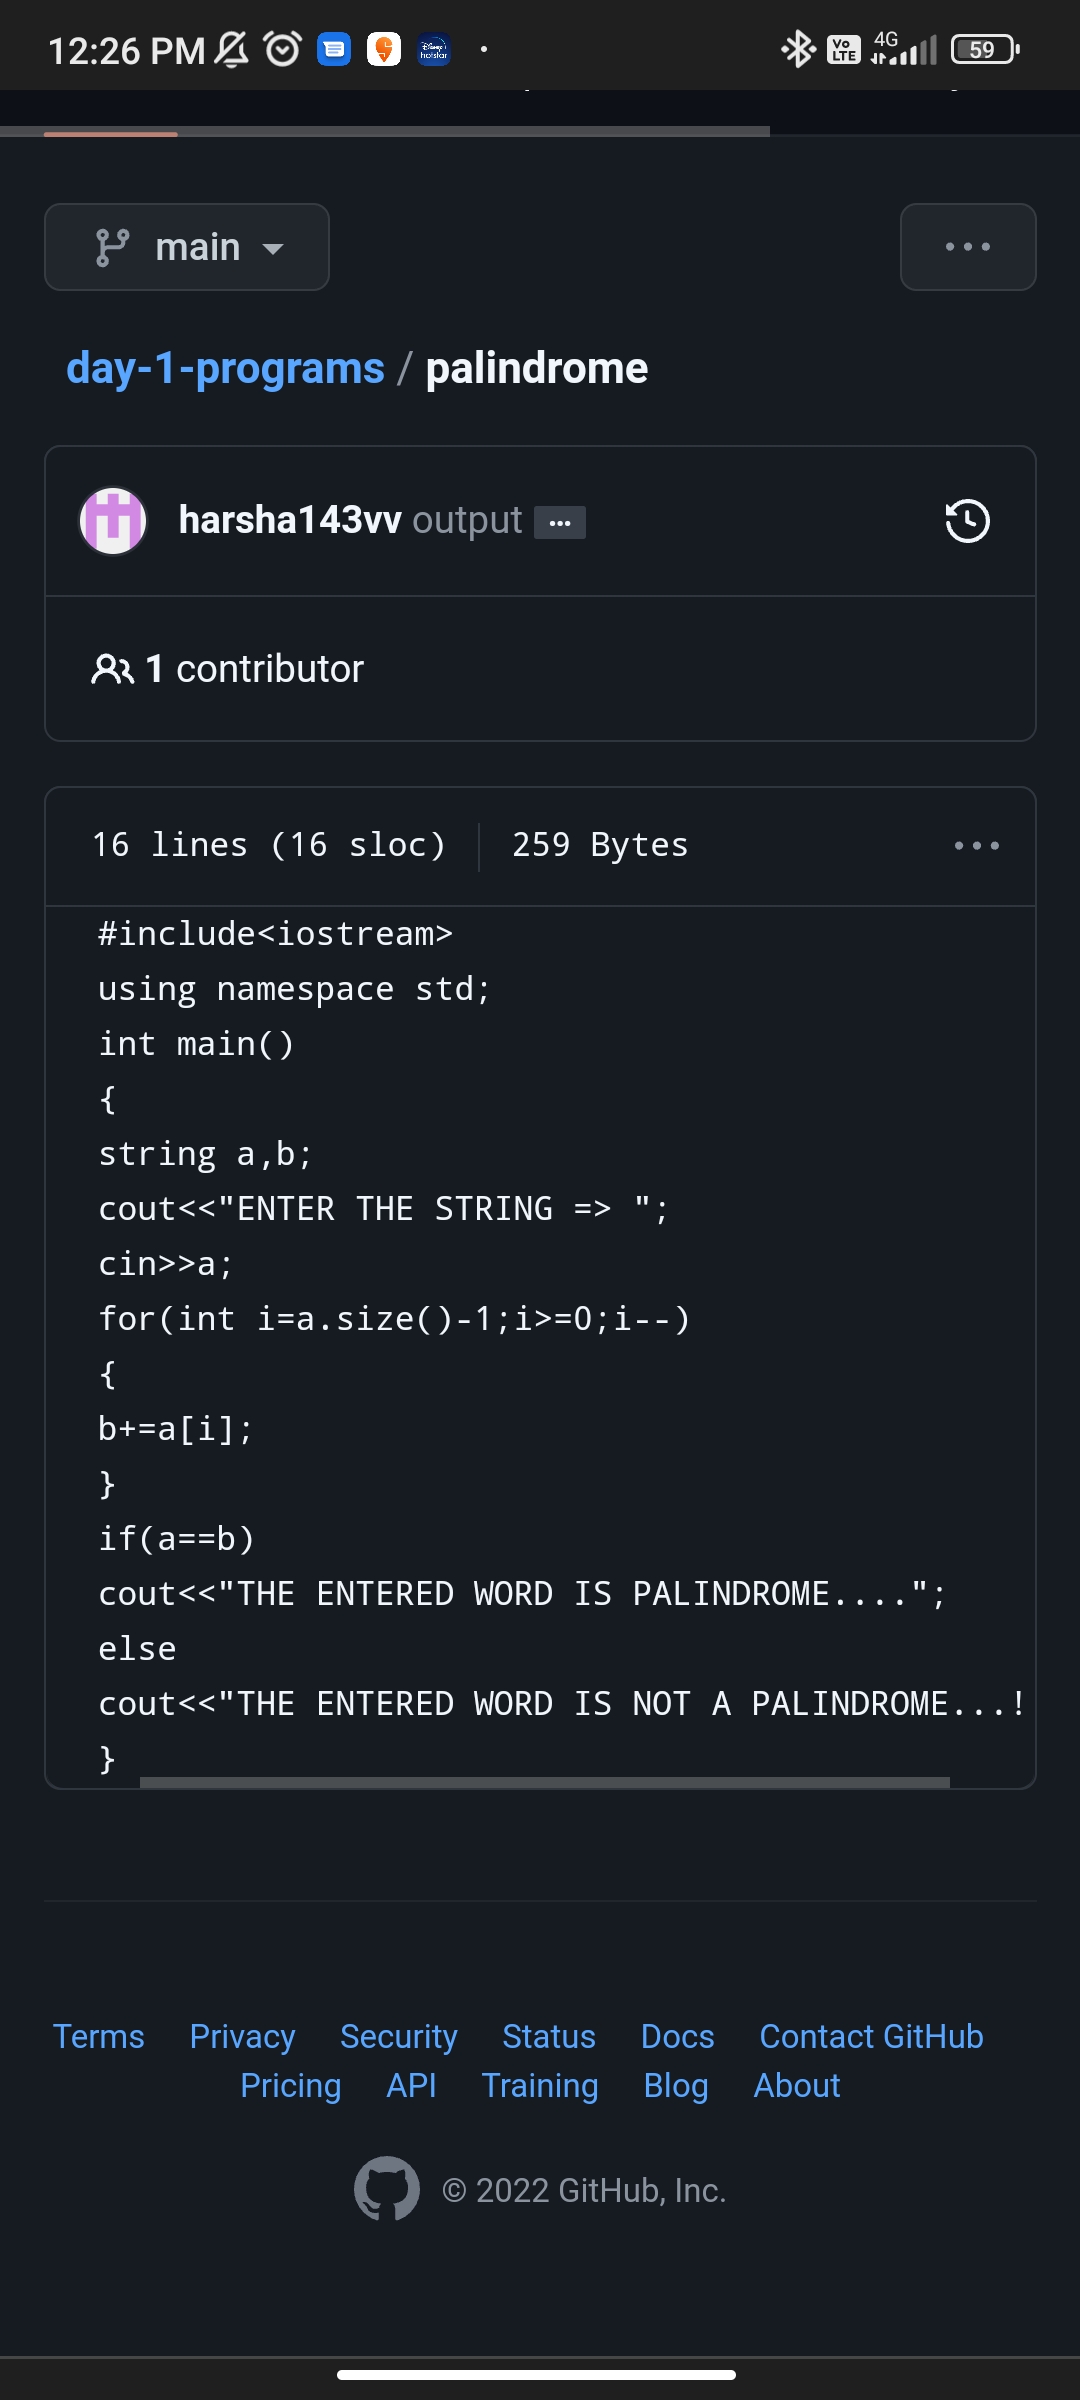 12:26 PM
Vo LTE 4G 59
main
day-1-programs / palindrome
harsha143vv output ...
1 contributor
16 lines (16 sloc) 259 Bytes
#include<iostream>
using namespace std;
int main()
{
string a,b;
cout<<"ENTER THE STRING => ";
cin>>a;
for(int i=a.size()-1;i>=0;i--)
{
b+=a[i];
}
if(a==b)
cout<<"THE ENTERED WORD IS PALINDROME....";
else
cout<<"THE ENTERED WORD IS NOT A PALINDROME...!
}
Terms Privacy Security Status Docs Contact GitHub
Pricing API Training Blog About
© 2022 GitHub, Inc.